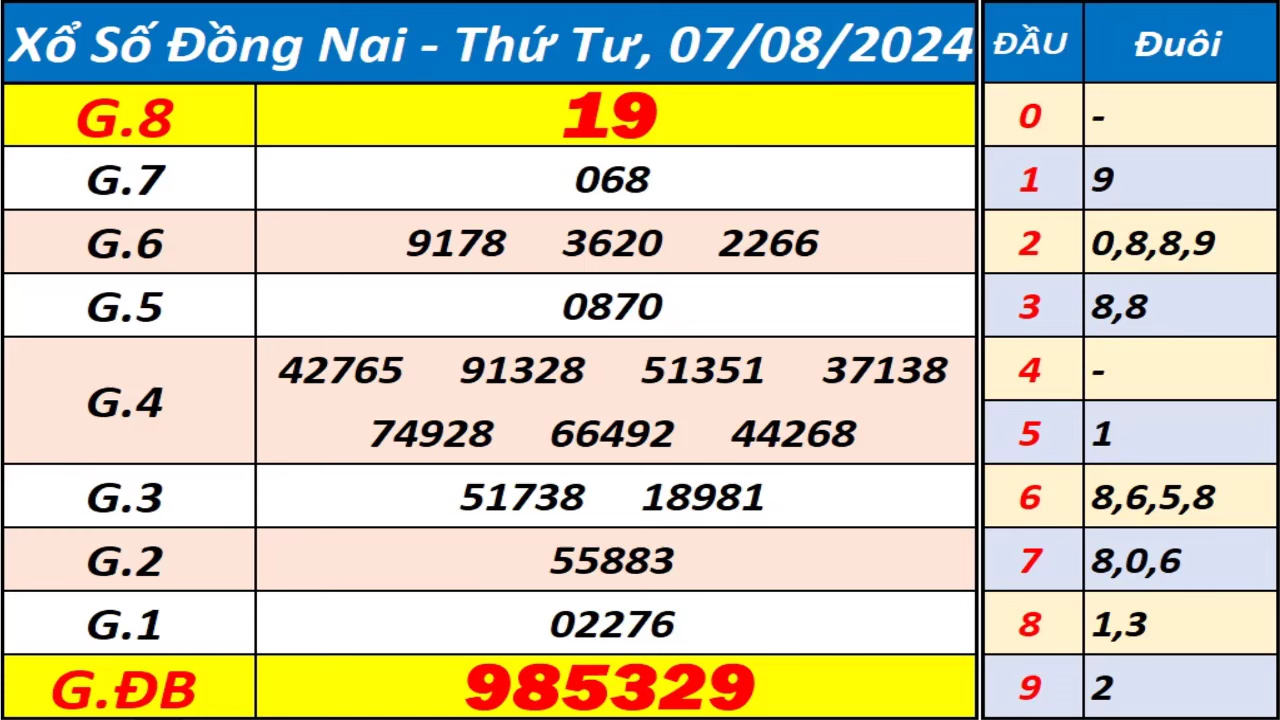 Xổ Số Đồng Nai - Thứ Tư, 07/08/2024
G.8 19
G.7 068
G.6 9178 3620 2266
G.5 0870
G.4 42765 91328 51351 37138
74928 66492 44268
G.3 51738 18981
G.2 55883
G.1 02276
G.ĐB 985329
ĐẦU Đuôi
0 -
1 9
2 0,8,8,9
3 8,8
4 -
5 1
6 8,6,5,8
7 8,0,6
8 1,3
9 2